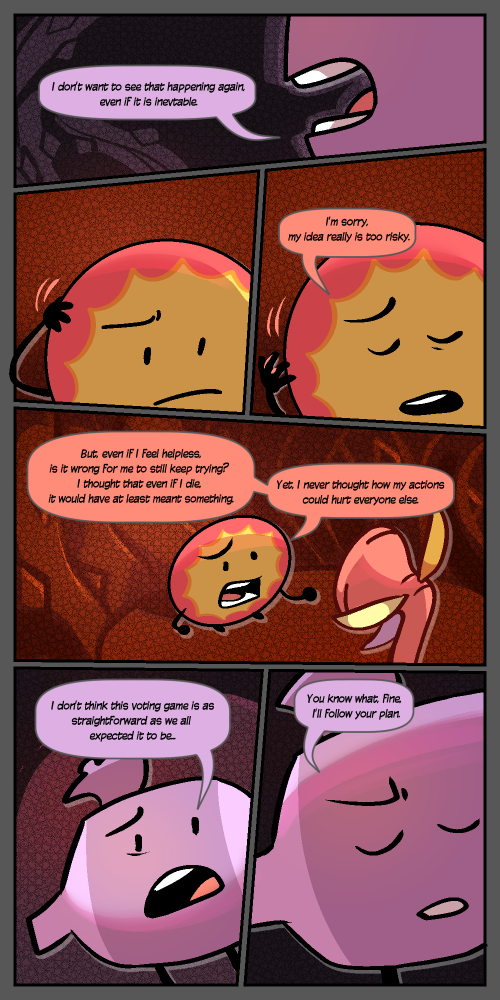 I don't want to see that happening again,
even if it is inevtable.
I'm sorry,
my idea really is too risky.
But, even if I feel helpless,
is it wrong for me to still keep trying?
I thought that even if I die,
it would have at least meant something.
Yet, I never thought how my actions
could hurt everyone else.
I don't think this voting game is as
straightforward as we all
expected it to be...
You know what, fine,
I'll follow your plan.